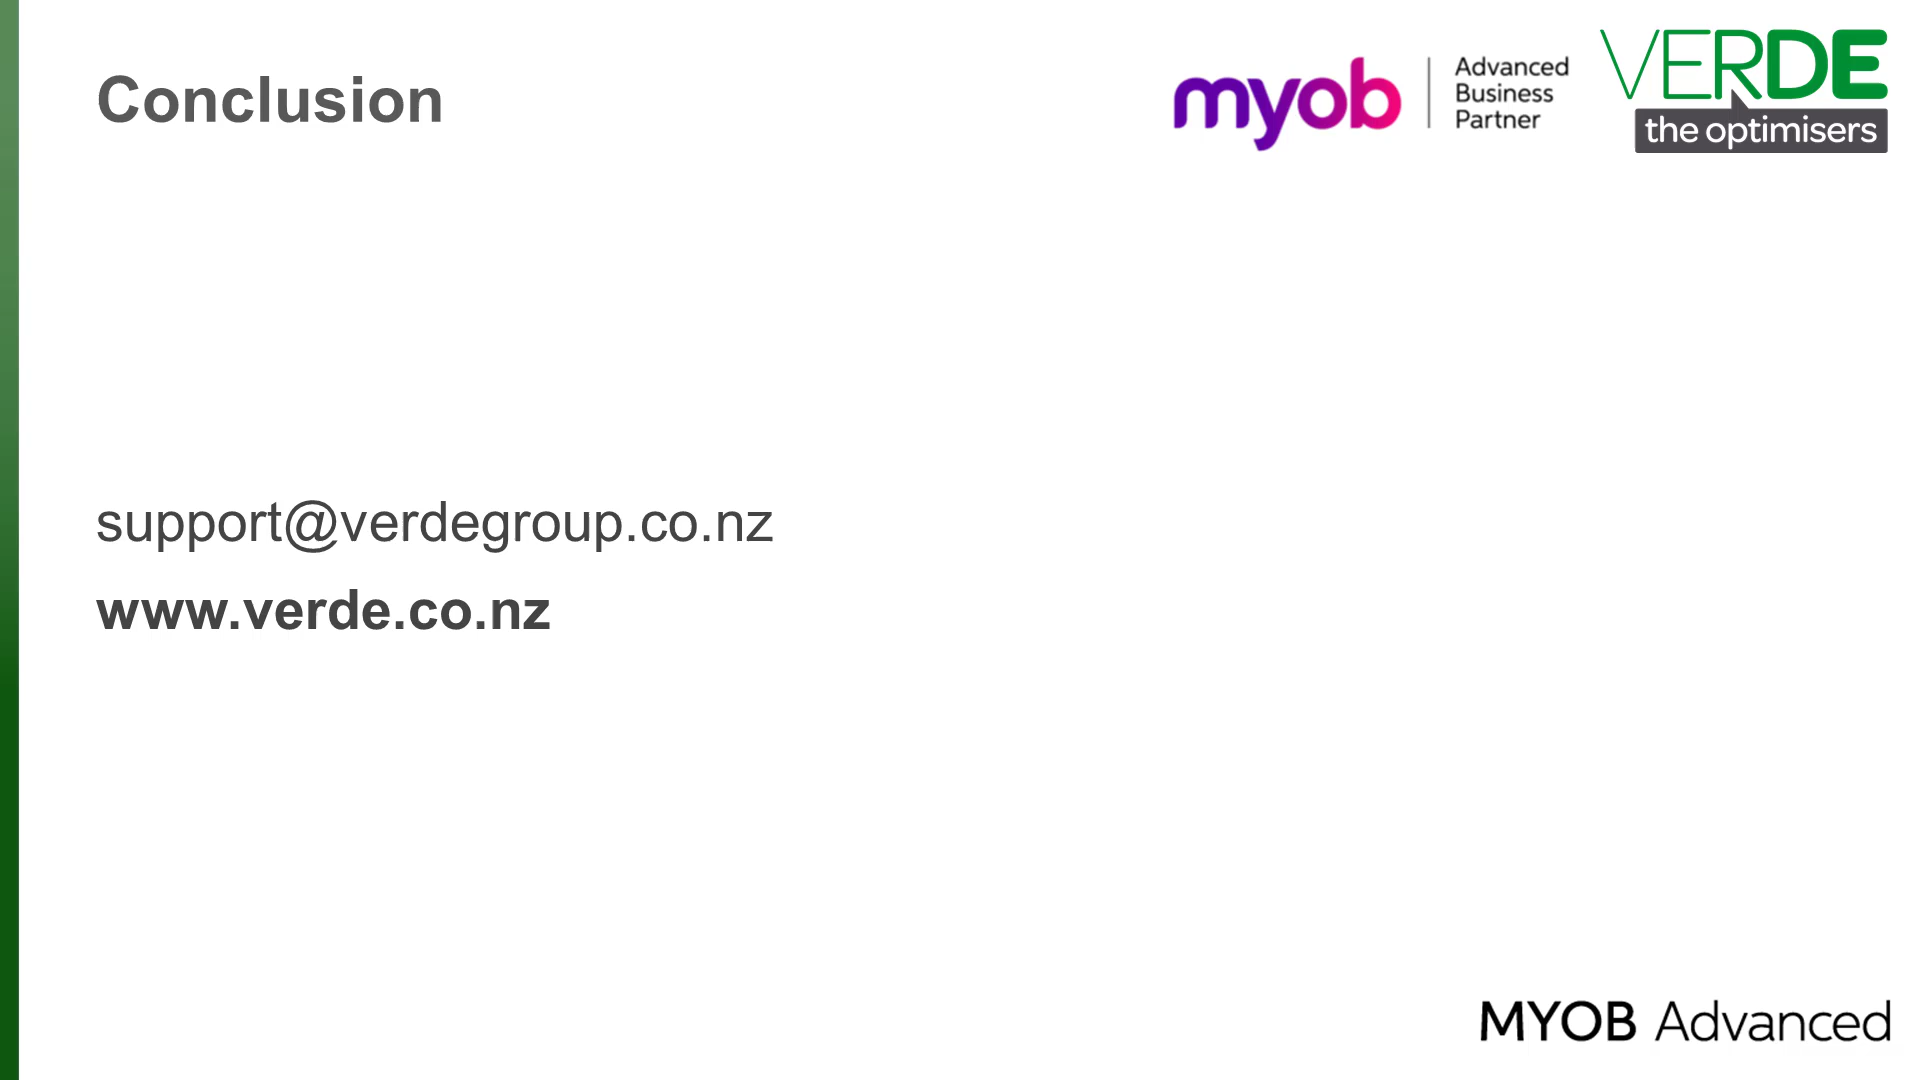 Conclusion
myob
Advanced
Business
Partner
VERDE
the optimisers
support@verdegroup.co.nz
www.verde.co.nz
MYOB Advanced